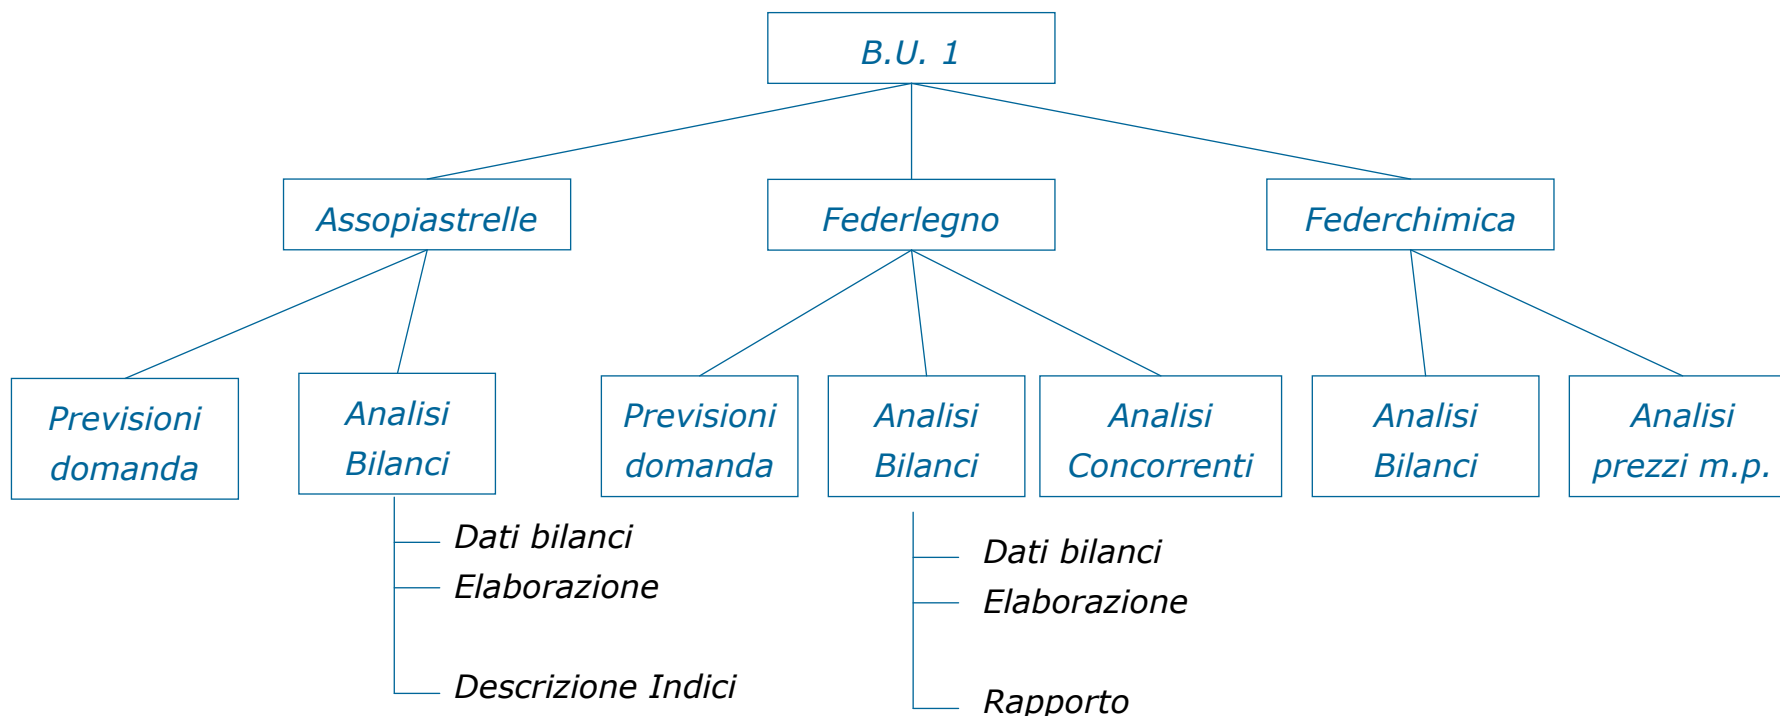 B.U. 1
Assopiastrelle
Federlegno
Federchimica
Previsioni
domanda
Analisi
Bilanci
Previsioni
domanda
Analisi
Bilanci
Analisi
Concorrenti
Analisi
Bilanci
Analisi
prezzi m.p.
Dati bilanci
Elaborazione
Descrizione Indici
Dati bilanci
Elaborazione
Rapporto